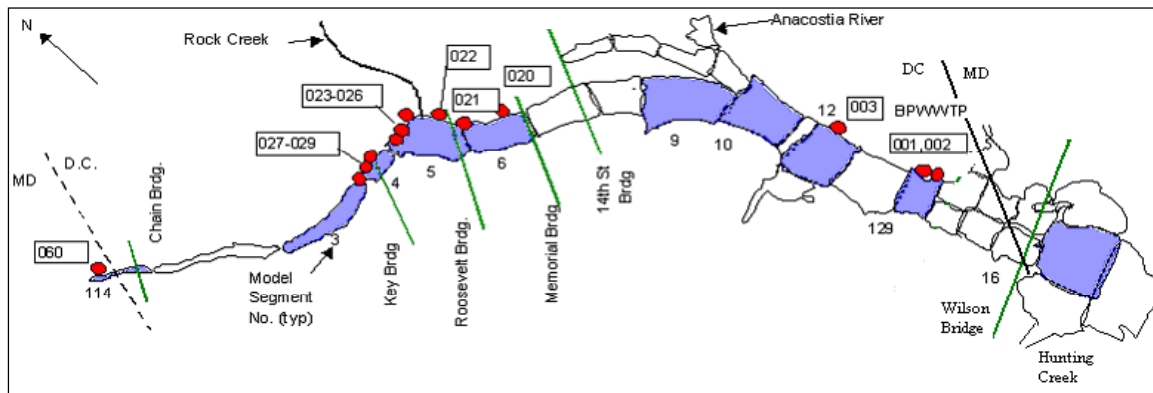 N
Rock Creek
Anacostia River
022
020
023-026
021
DC
MD
12
003
BPWWTP
027-029
001,002
9
10
D.C.
MD
Chain Brdg.
4
5
6
14th St
Brdg
129
3
060
114
Key Brdg
Roosevelt Brdg.
Memorial Brdg.
16
Model
Segment
No. (typ)
Wilson
Bridge
Hunting
Creek